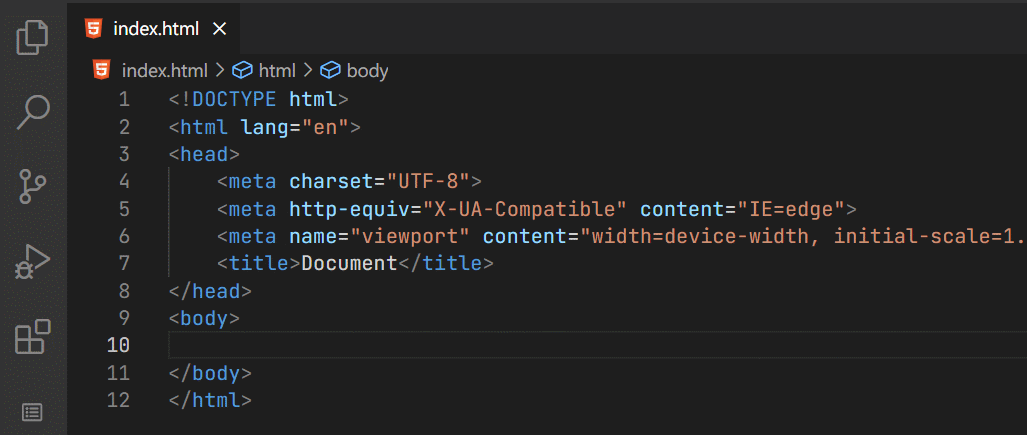 index.html
index.html > html > body
1 <!DOCTYPE html>
2 <html lang="en">
3 <head>
4     <meta charset="UTF-8">
5     <meta http-equiv="X-UA-Compatible" content="IE=edge">
6     <meta name="viewport" content="width=device-width, initial-scale=1.
7     <title>Document</title>
8 </head>
9 <body>
10
11 </body>
12 </html>